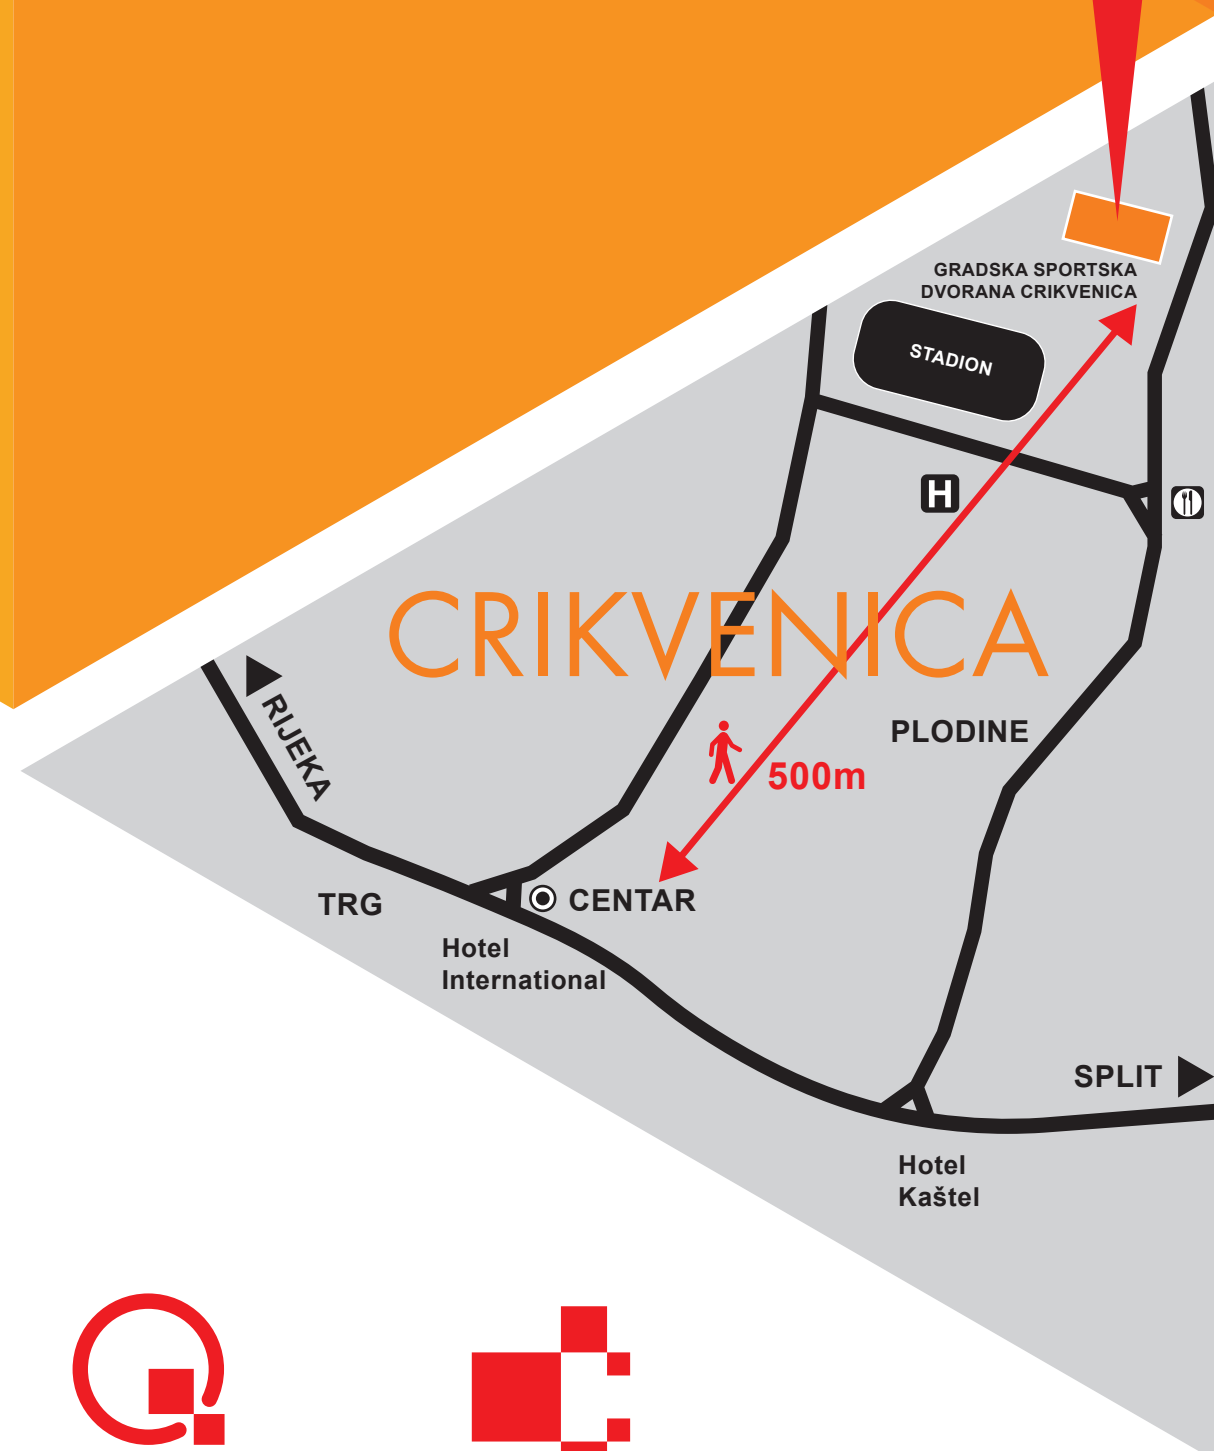 GRADSKA SPORTSKA
DVORANA CRIKVENICA
STADION
H
CRIKVENICA
RIJEKA
PLODINE
500m
TRG
CENTAR
Hotel
International
SPLIT
Hotel
Kaštel